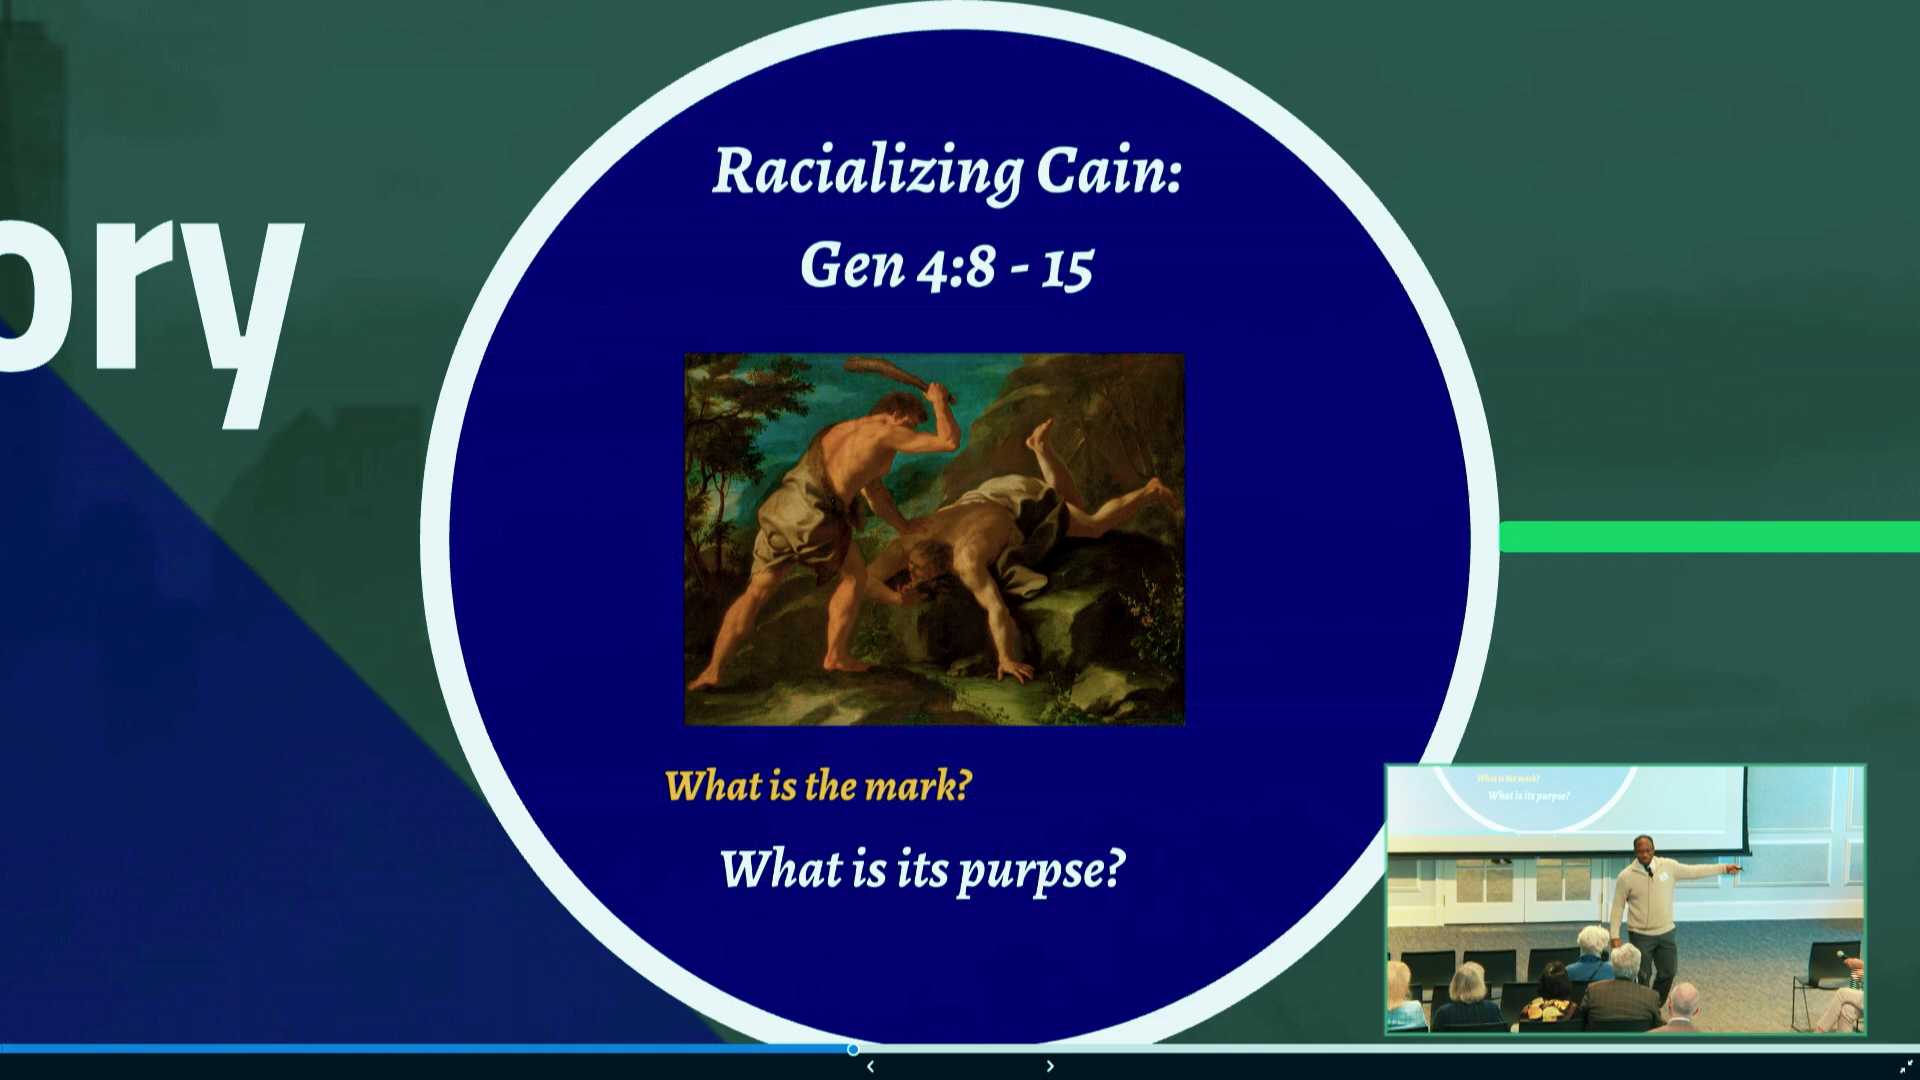 ory
Racializing Cain:
Gen 4:8 - 15
What is the mark?
What is its purpse?
What is the mark?
What is its purpse?